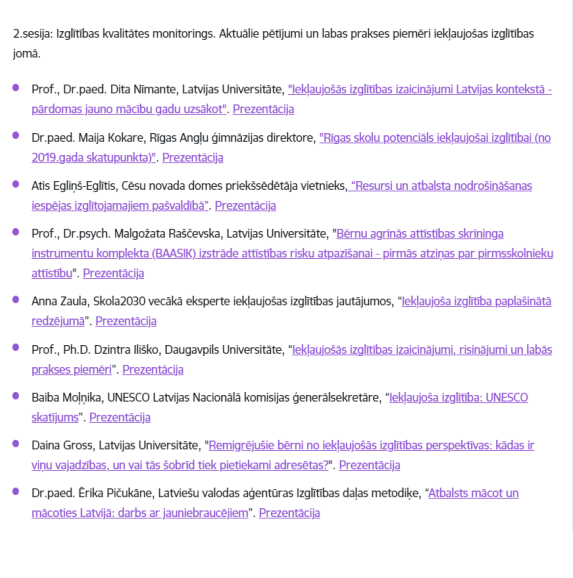 2.sesija: Izglītības kvalitātes monitorings. Aktuālie pētījumi un labas prakses piemēri iekļaujošas izglītības
jomā.
Prof., Dr.paed. Dita Nīmante, Latvijas Universitāte, "Iekļaujošās izglītības izaicinājumi Latvijas kontekstā -
pārdomas jauno mācību gadu uzsākot". Prezentācija
Dr.paed. Maija Kokare, Rīgas Angļu ģimnāzijas direktore, "Rīgas skolu potenciāls iekļaujošai izglītībai (no
2019.gada skatupunkta)". Prezentācija
Atis Egliņš-Eglītis, Cēsu novada domes priekšsēdētāja vietnieks, “Resursi un atbalsta nodrošināšanas
iespējas izglītojamajiem pašvaldībā”. Prezentācija
Prof., Dr.psych. Malgožata Raščevska, Latvijas Universitāte, "Bērnu agrīnās attīstības skrīninga
instrumentu komplekta (BAASIK) izstrāde attīstības risku atpazīšanai - pirmās atziņas par pirmsskolnieku
attīstību". Prezentācija
Anna Zaula, Skola2030 vecākā eksperte iekļaujošas izglītības jautājumos, “Iekļaujoša izglītība paplašinātā
redzējumā”. Prezentācija
Prof., Ph.D. Dzintra Iliško, Daugavpils Universitāte, “Iekļaujošās izglītības izaicinājumi, risinājumi un labās
prakses piemēri”. Prezentācija
Baiba Moļņika, UNESCO Latvijas Nacionālā komisijas ģenerālsekretāre, “Iekļaujoša izglītība: UNESCO
skatījums”. Prezentācija
Daina Gross, Latvijas Universitāte, "Remigrējušie bērni no iekļaujošās izglītības perspektīvas: kādas ir
viņu vajadzības, un vai tās šobrīd tiek pietiekami adresētas?". Prezentācija
Dr.paed. Ērika Pičukāne, Latviešu valodas aģentūras Izglītības daļas metodiķe, “Atbalsts mācot un
mācoties Latvijā: darbs ar jauniebraucējiem”. Prezentācija